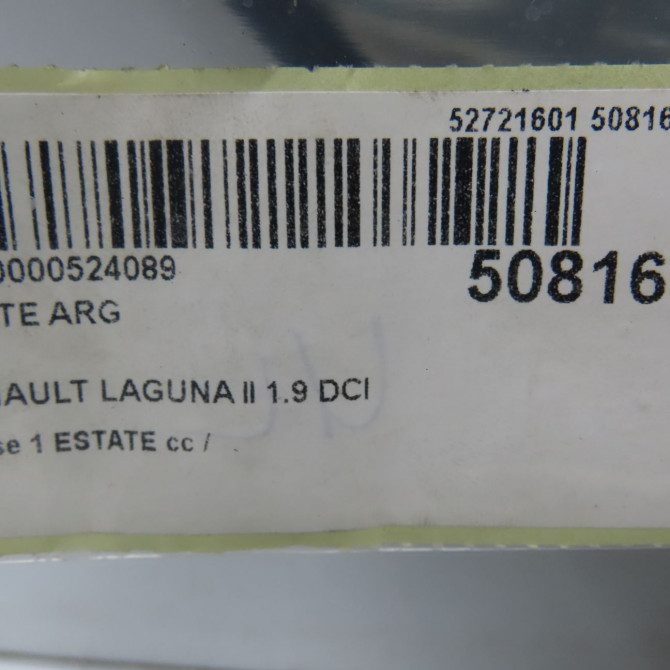 52721601 50816
0000524089
50816
TE ARG
AULT LAGUNA II 1.9 DCI
se 1 ESTATE cc /